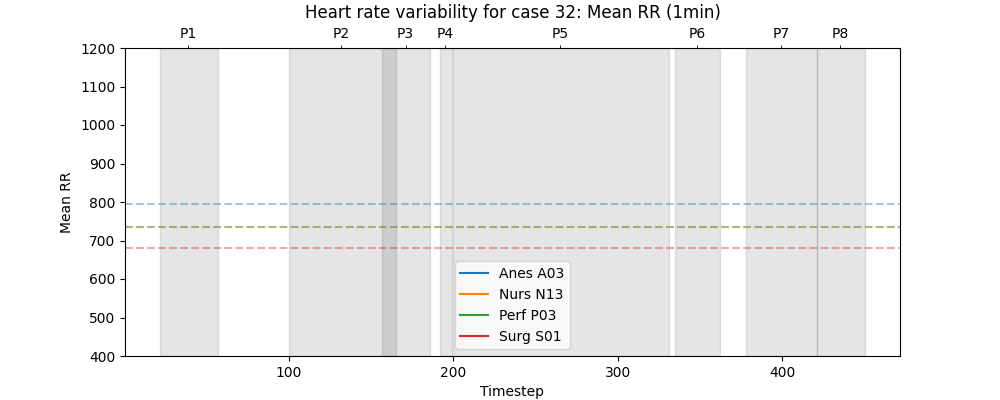 Heart rate variability for case 32: Mean RR (1min)
P1 P2 P3 P4 P5 P6 P7 P8
1200
1100
1000
900
800
700
600
500
400
Mean RR
Anes A03
Nurs N13
Perf P03
Surg S01
100 200 300 400
Timestep